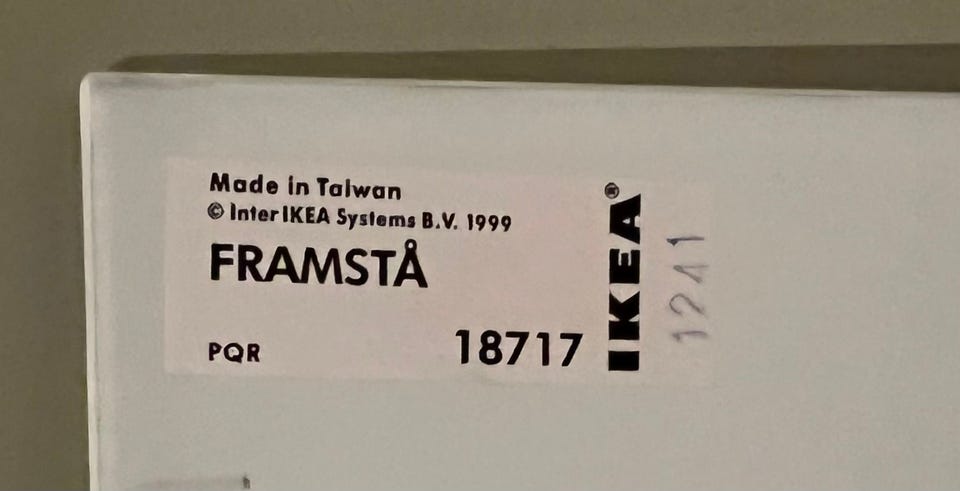 Made in Taiwan
© Inter IKEA Systems B.V. 1999
FRAMSTÅ
PQR
18717
IKEA®
1241